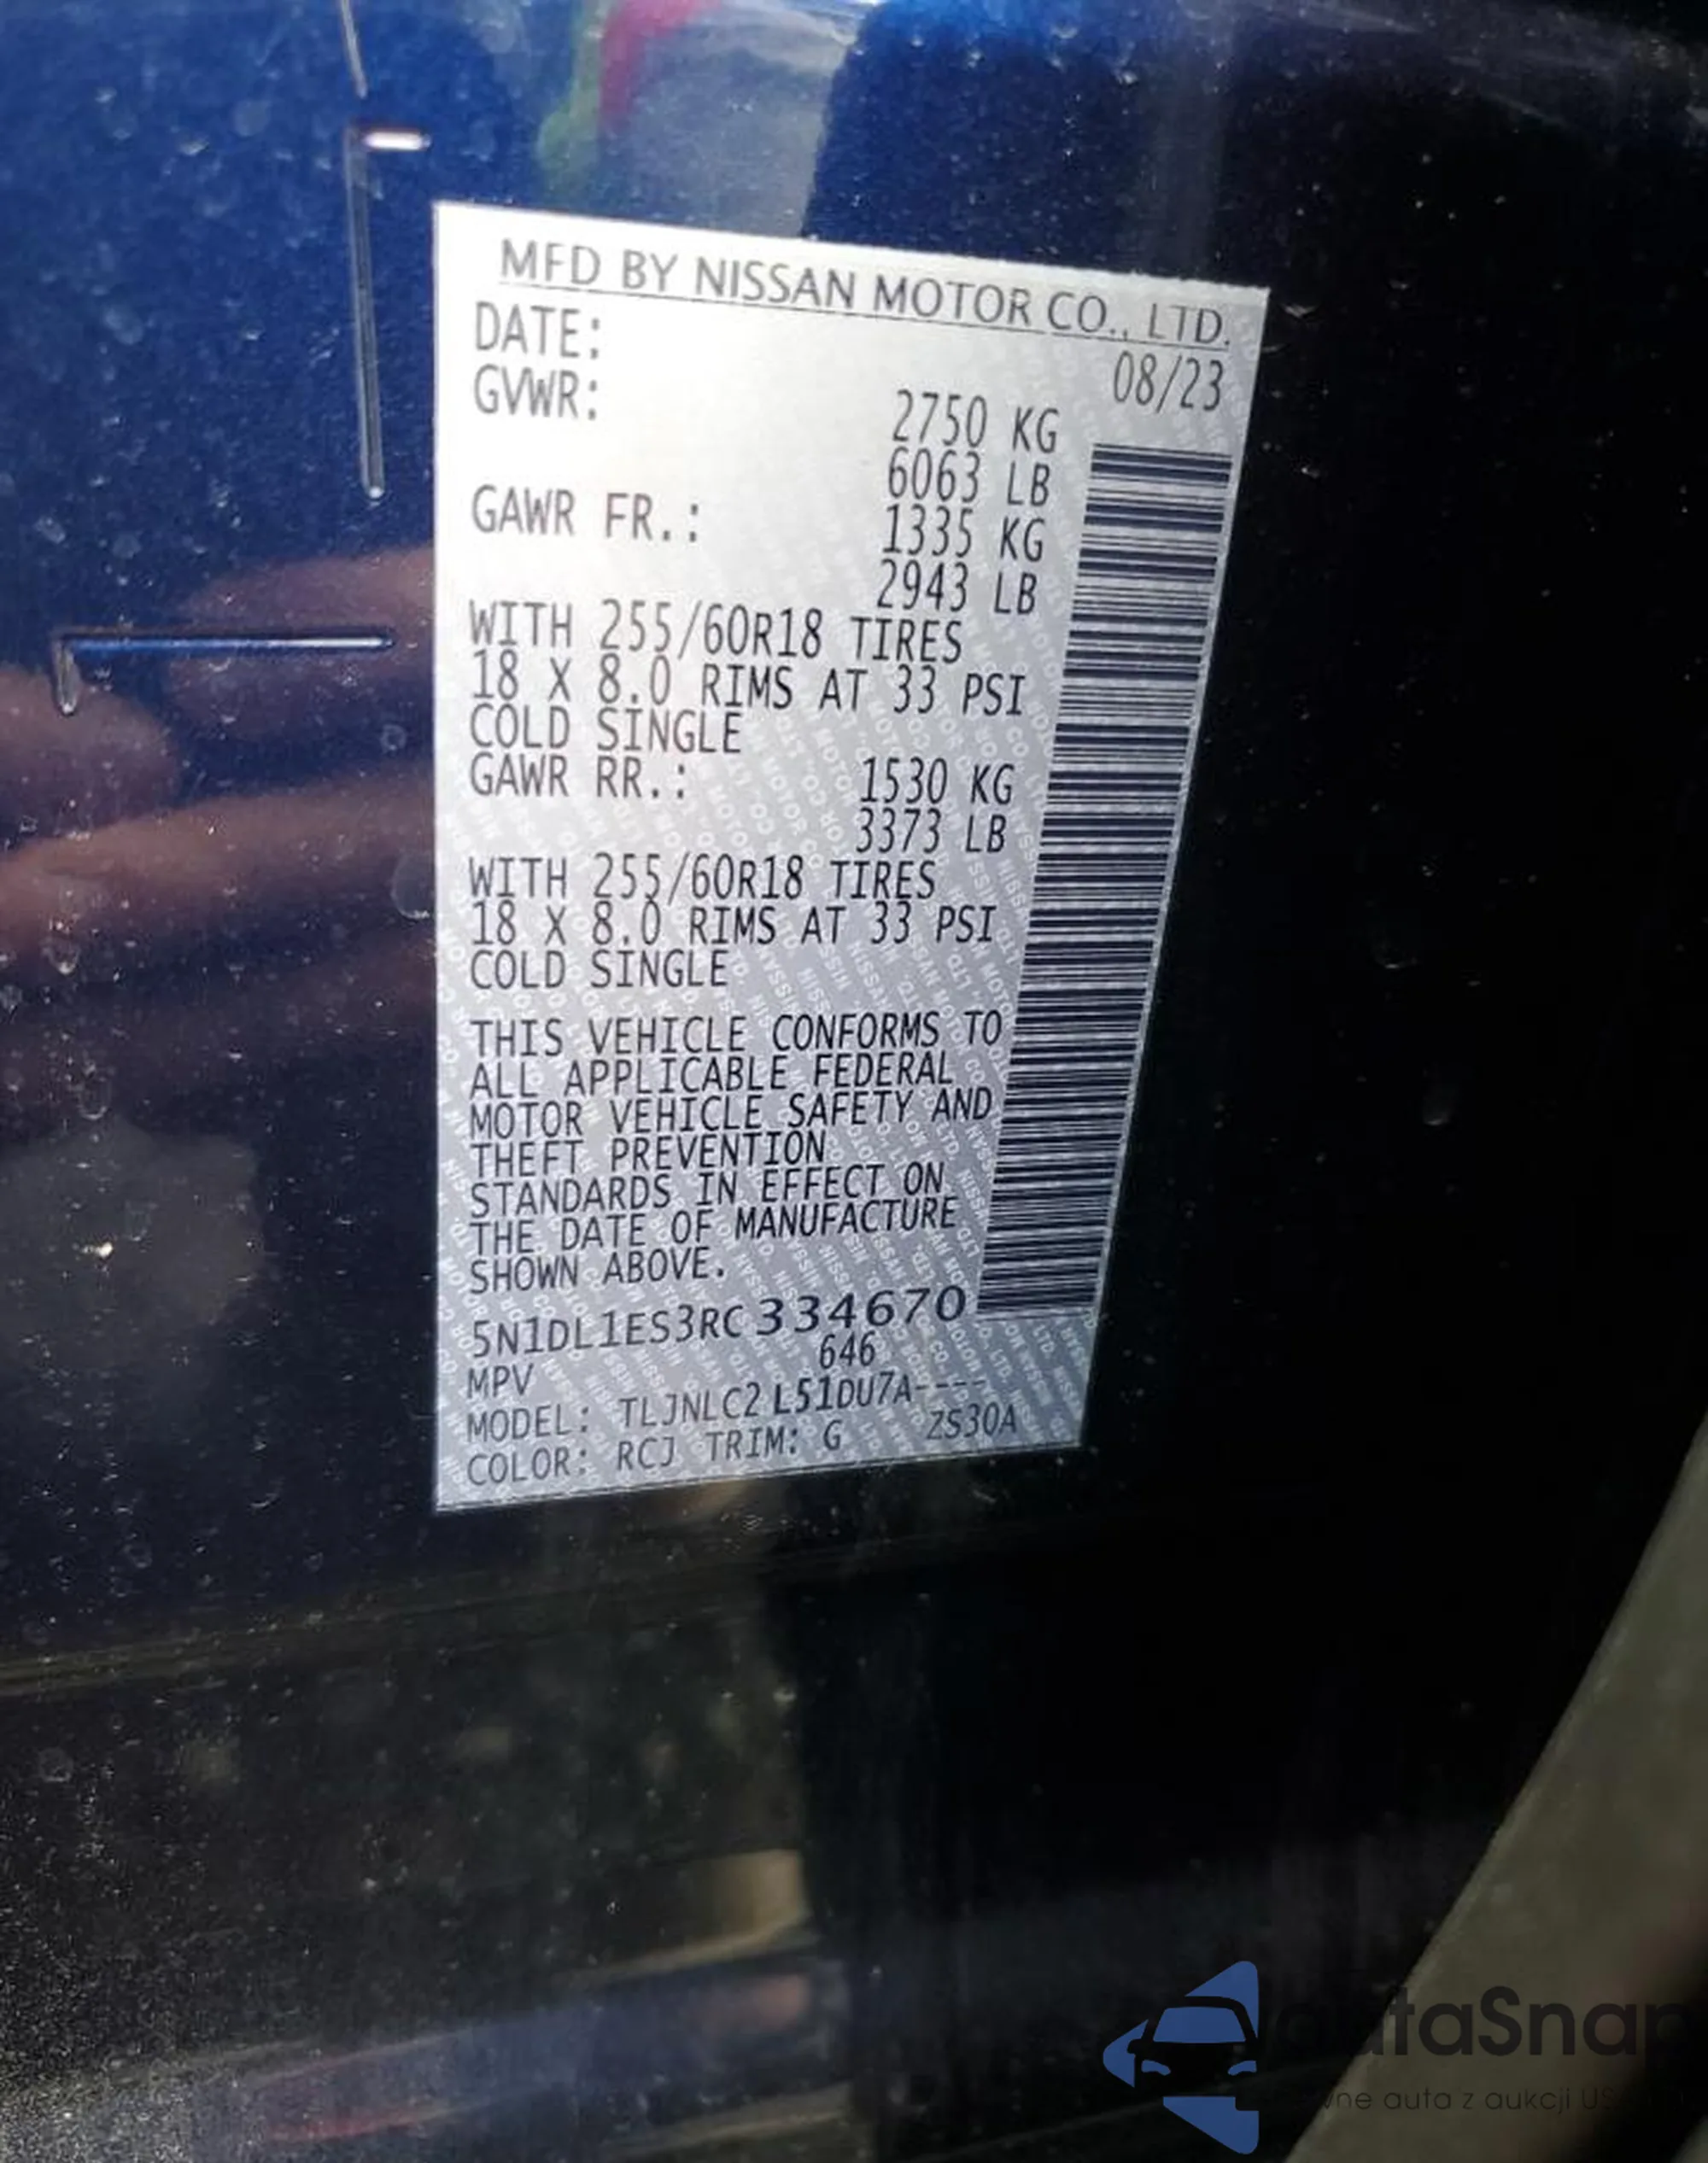 MFD BY NISSAN MOTOR CO., LTD.
DATE: 08/23
GVWR: 2750 KG
6063 LB
GAWR FR.: 1335 KG
2943 LB
WITH 255/60R18 TIRES
18 X 8.0 RIMS AT 33 PSI
COLD SINGLE
GAWR RR.: 1530 KG
3373 LB
WITH 255/60R18 TIRES
18 X 8.0 RIMS AT 33 PSI
COLD SINGLE
THIS VEHICLE CONFORMS TO
ALL APPLICABLE FEDERAL
MOTOR VEHICLE SAFETY AND
THEFT PREVENTION
STANDARDS IN EFFECT ON
THE DATE OF MANUFACTURE
SHOWN ABOVE.
5N1DL1ES3RC334670
646
MPV
MODEL: TLJNLC2 L51DU7A----
COLOR: RCJ TRIM: G ZS30A
auta z aukcji